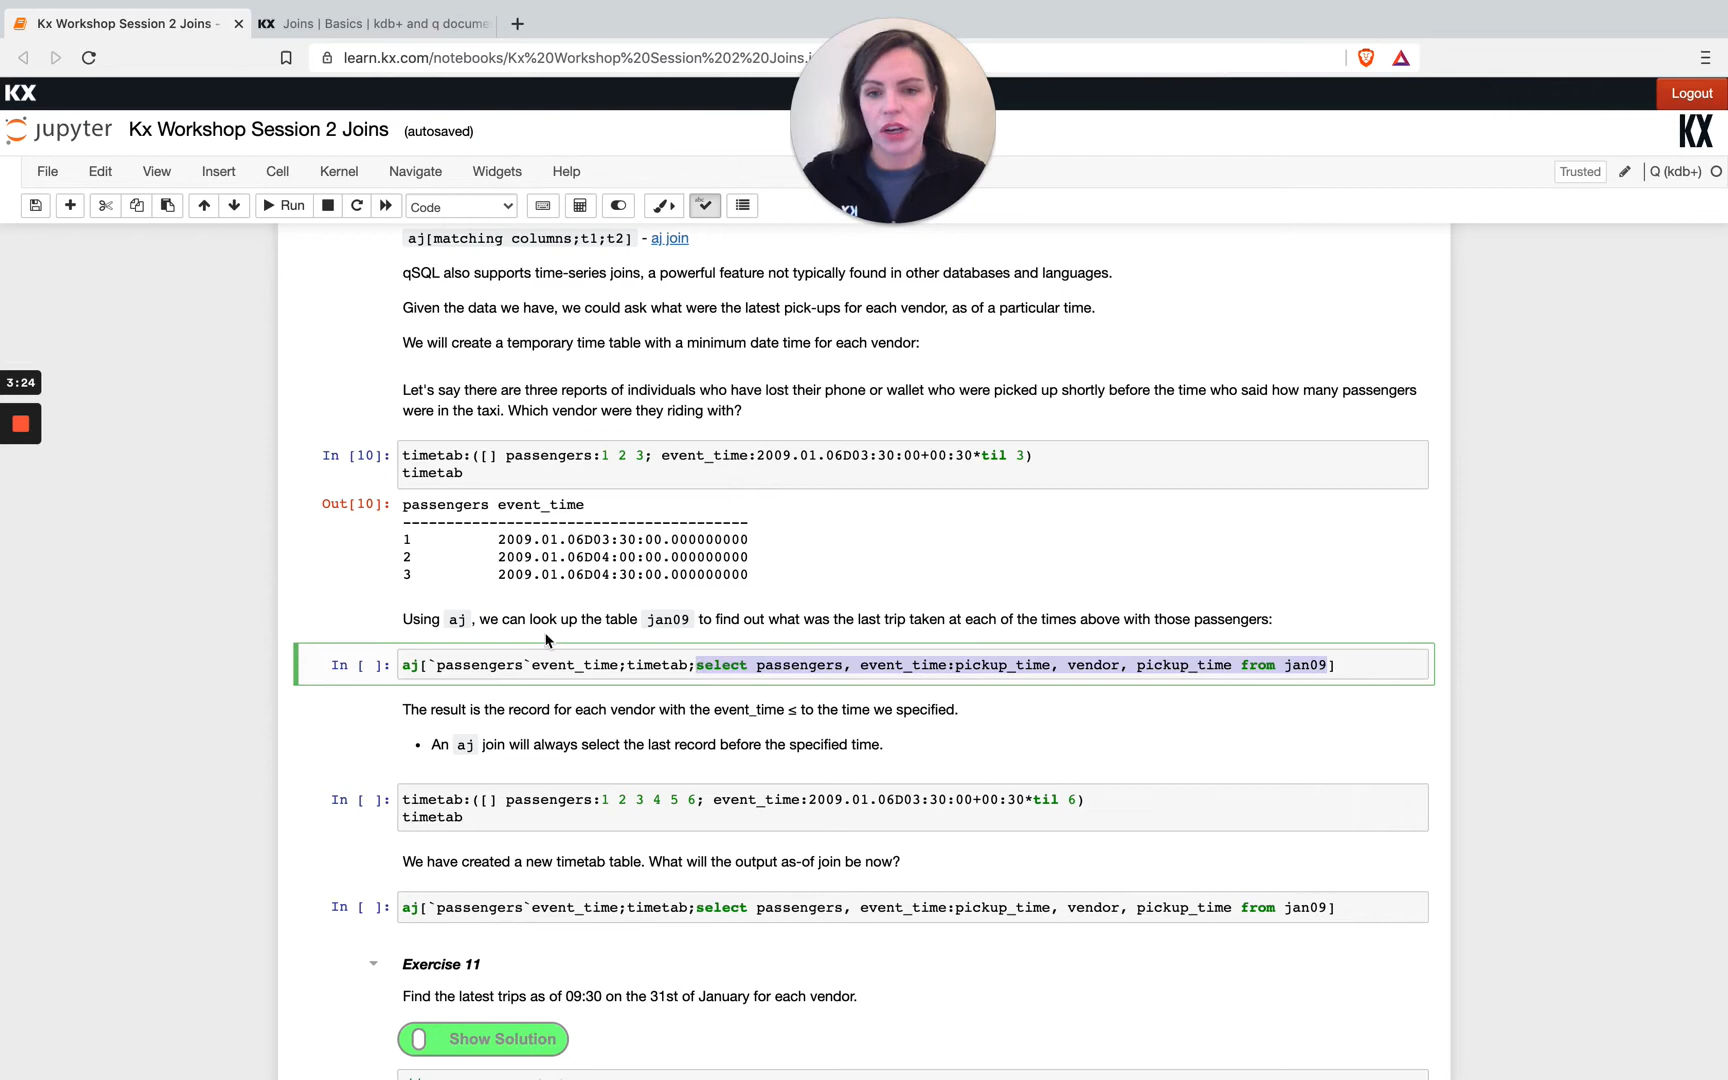 Kx Workshop Session 2 Joins -
KX Joins | Basics | kdb+ and q docume
learn.kx.com/notebooks/Kx%20Workshop%20Session%202%20Joins.i
KX
Logout
jupyter Kx Workshop Session 2 Joins (autosaved)
KX
File Edit View Insert Cell Kernel Navigate Widgets Help
Trusted Q (kdb+)
Run Code
aj[matching columns;t1;t2] - aj join
qSQL also supports time-series joins, a powerful feature not typically found in other databases and languages.
Given the data we have, we could ask what were the latest pick-ups for each vendor, as of a particular time.
We will create a temporary time table with a minimum date time for each vendor:
3:24
Let's say there are three reports of individuals who have lost their phone or wallet who were picked up shortly before the time who said how many passengers
were in the taxi. Which vendor were they riding with?
In [10]: timetab:([] passengers:1 2 3; event_time:2009.01.06D03:30:00+00:30*til 3)
timetab
Out[10]: passengers event_time
---------------------------------------
1 2009.01.06D03:30:00.000000000
2 2009.01.06D04:00:00.000000000
3 2009.01.06D04:30:00.000000000
Using aj , we can look up the table jan09 to find out what was the last trip taken at each of the times above with those passengers:
In [ ]: aj[`passengers`event_time;timetab;select passengers, event_time:pickup_time, vendor, pickup_time from jan09]
The result is the record for each vendor with the event_time ≤ to the time we specified.
• An aj join will always select the last record before the specified time.
In [ ]: timetab:([] passengers:1 2 3 4 5 6; event_time:2009.01.06D03:30:00+00:30*til 6)
timetab
We have created a new timetab table. What will the output as-of join be now?
In [ ]: aj[`passengers`event_time;timetab;select passengers, event_time:pickup_time, vendor, pickup_time from jan09]
Exercise 11
Find the latest trips as of 09:30 on the 31st of January for each vendor.
Show Solution